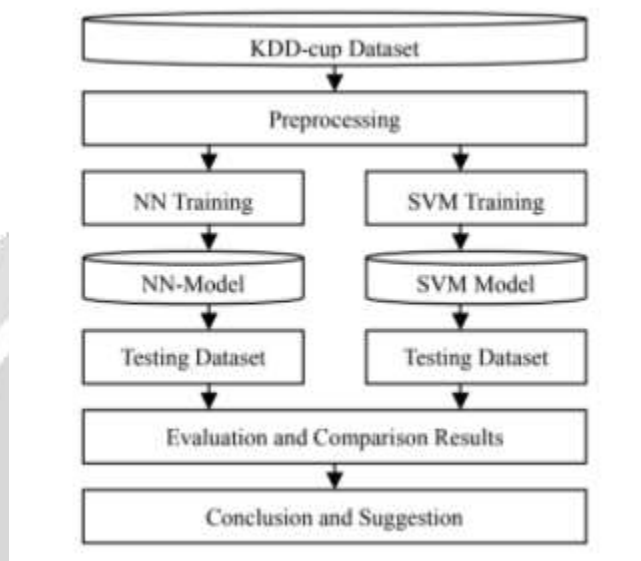 KDD-cup Dataset
Preprocessing
NN Training
SVM Training
NN-Model
SVM Model
Testing Dataset
Testing Dataset
Evaluation and Comparison Results
Conclusion and Suggestion